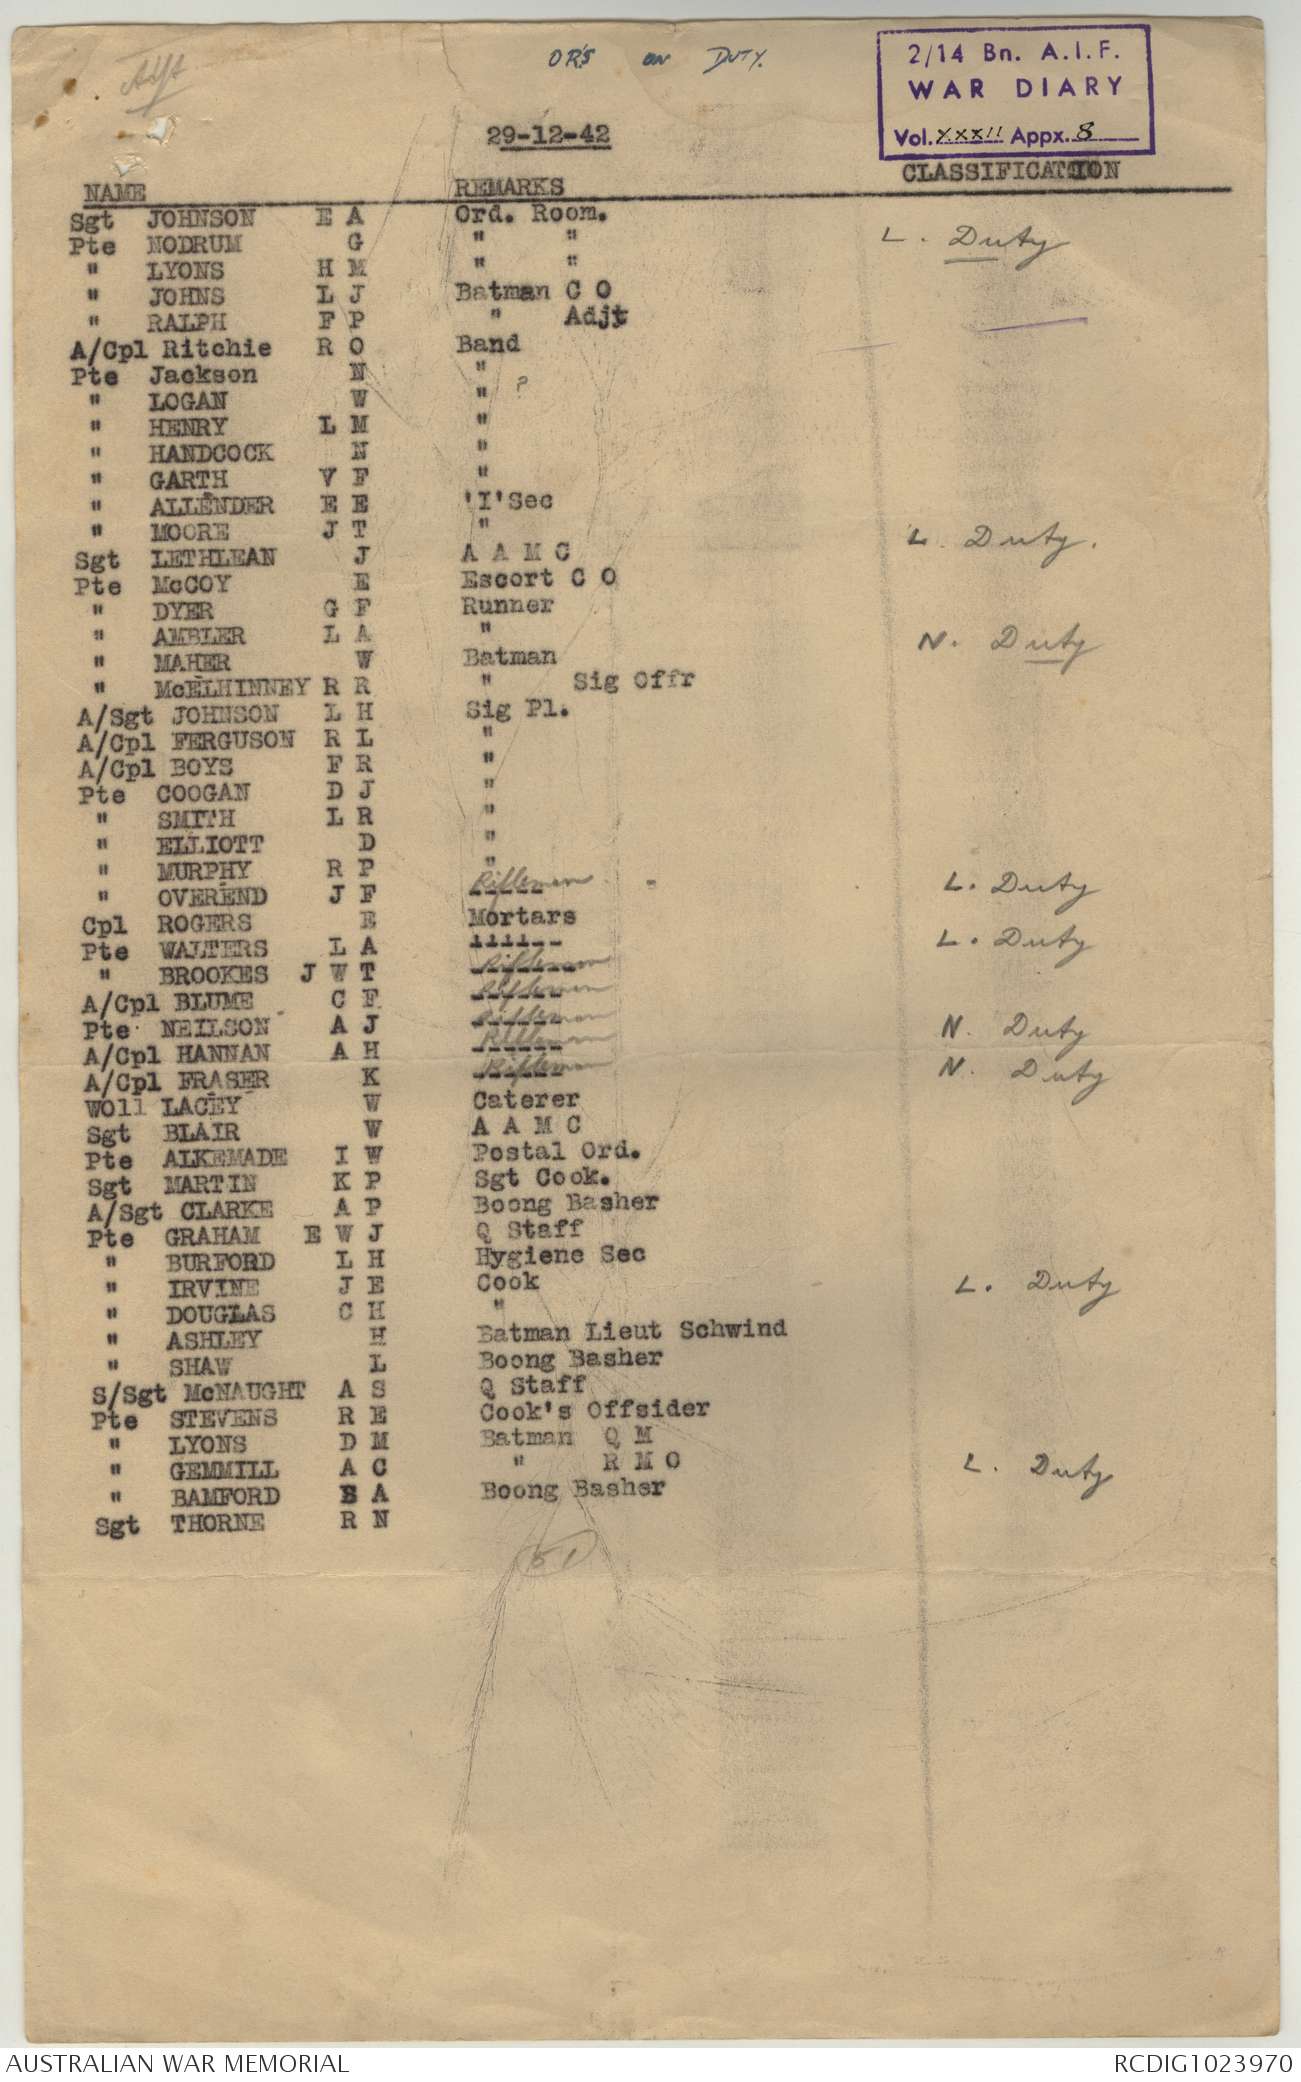 Adjt
OR'S ON DUTY.
2/14 Bn. A.I.F.
WAR DIARY
Vol. XXXII Appx. 8
29-12-42
NAME REMARKS CLASSIFICATION
Sgt JOHNSON E A Ord. Room.
Pte NODRUM G " " L. Duty
" LYONS H M " "
" JOHNS L J Batman C O
" RALPH F P " Adjt
A/Cpl Ritchie R O Band
Pte Jackson N "
" LOGAN W " ?
" HENRY L M "
" HANDCOCK N "
" GARTH V F "
" ALLENDER E E 'I'Sec
" MOORE J T " L. Duty.
Sgt LETHLEAN J A A M C
Pte McCOY E Escort C O
" DYER G F Runner
" AMBLER L A " N. Duty
" MAHER W Batman
" McELHINNEY R R " Sig Offr
A/Sgt JOHNSON L H Sig Pl.
A/Cpl FERGUSON R L "
A/Cpl BOYS F R "
Pte COOGAN D J "
" SMITH L R "
" ELLIOTT D "
" MURPHY R P "
" OVEREND J F Rifleman L. Duty
Cpl ROGERS E Mortars
Pte WALTERS L A L. Duty
" BROOKES J W T Rifleman
A/Cpl BLUME C F Rifleman
Pte NEILSON A J Rifleman N. Duty
A/Cpl HANNAN A H Rifleman
A/Cpl FRASER K Rifleman N. Duty
WO11 LACEY W Caterer
Sgt BLAIR W A A M C
Pte ALKEMADE I W Postal Ord.
Sgt MARTIN K P Sgt Cook.
A/Sgt CLARKE A P Boong Basher
Pte GRAHAM E W J Q Staff
" BURFORD L H Hygiene Sec
" IRVINE J E Cook L. Duty
" DOUGLAS C H "
" ASHLEY H Batman Lieut Schwind
" SHAW L Boong Basher
S/Sgt McNAUGHT A S Q Staff
Pte STEVENS R E Cook's Offsider
" LYONS D M Batman Q M
" GEMMILL A C " R M O L. Duty
" BAMFORD S A Boong Basher
Sgt THORNE R N
51
AUSTRALIAN WAR MEMORIAL RCDIG1023970